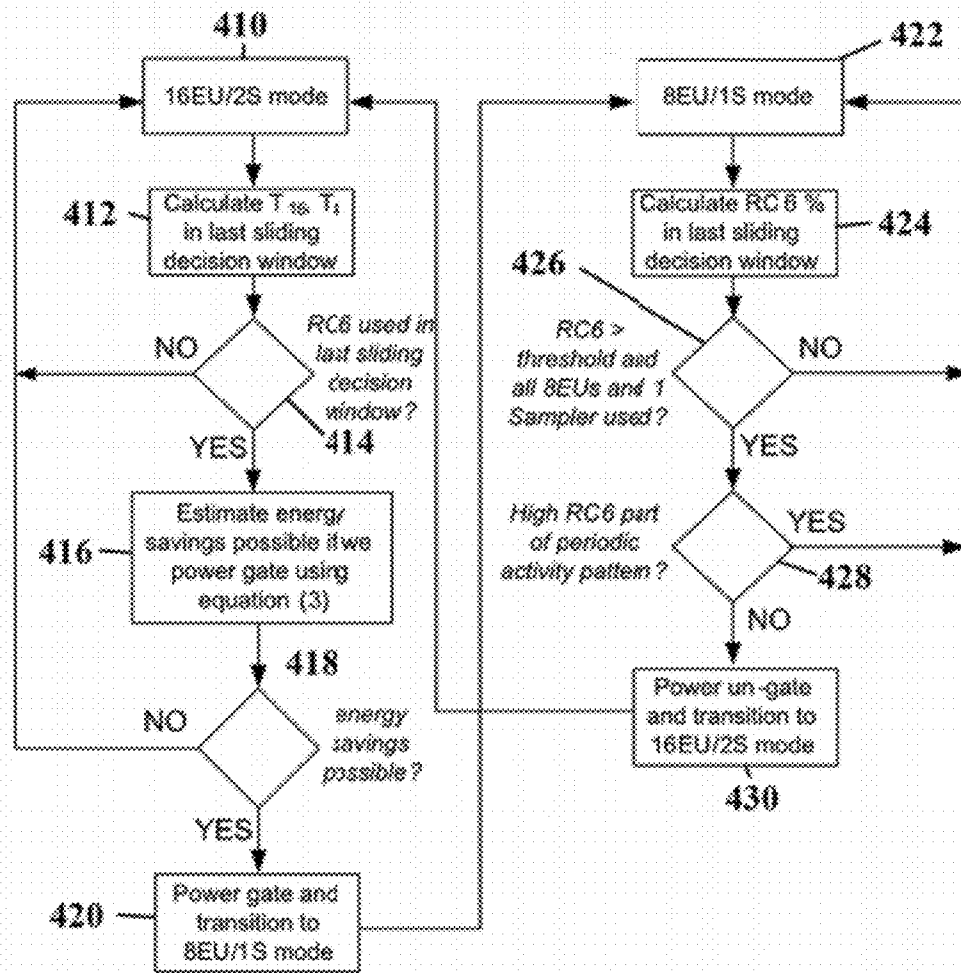 410
16EU/2S mode
412
Calculate T 16, T
in last sliding
decision window
NO
RC6 used in
last sliding
decision
window?
414
YES
416
Estimate energy
savings possible if we
power gate using
equation (3)
418
NO
energy
savings
possible?
YES
420
Power gate and
transition to
8EU/1S mode
422
8EU/1S mode
Calculate RC6 %
in last sliding
decision window
424
426
RC6 >
threshold and
all 8EUs and 1
Sampler used?
NO
YES
High RC6 part
of periodic
activity pattern?
YES
428
NO
Power un-gate
and transition to
16EU/2S mode
430